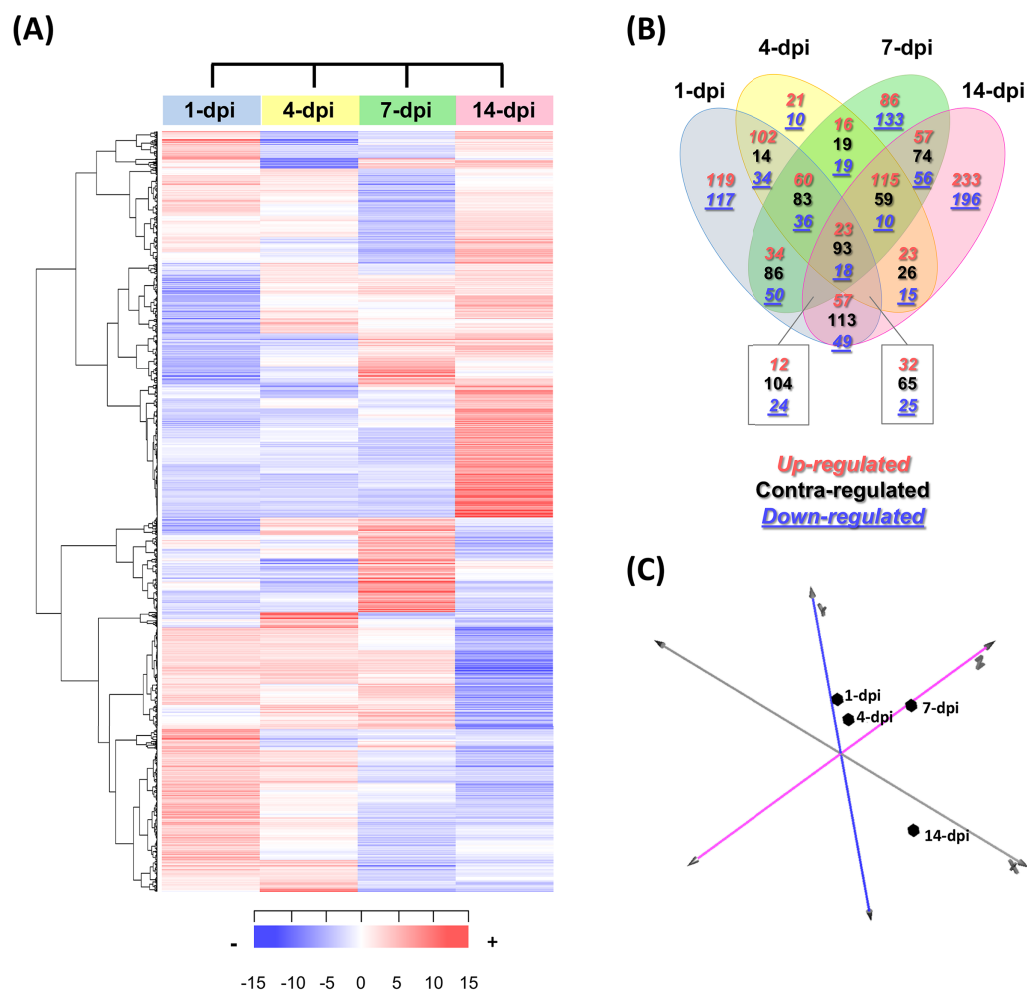 (A)
1-dpi 4-dpi 7-dpi 14-dpi
- +
-15 -10 -5 0 5 10 15
(B)
4-dpi 7-dpi
1-dpi 14-dpi
21
10
86
133
16
19
19
102
14
34
57
74
56
119
117
60
83
36
115
59
10
233
196
23
93
18
34
86
50
23
26
15
57
113
49
12
104
24
32
65
25
Up-regulated
Contra-regulated
Down-regulated
(C)
Y
Z
1-dpi
4-dpi
7-dpi
14-dpi
X